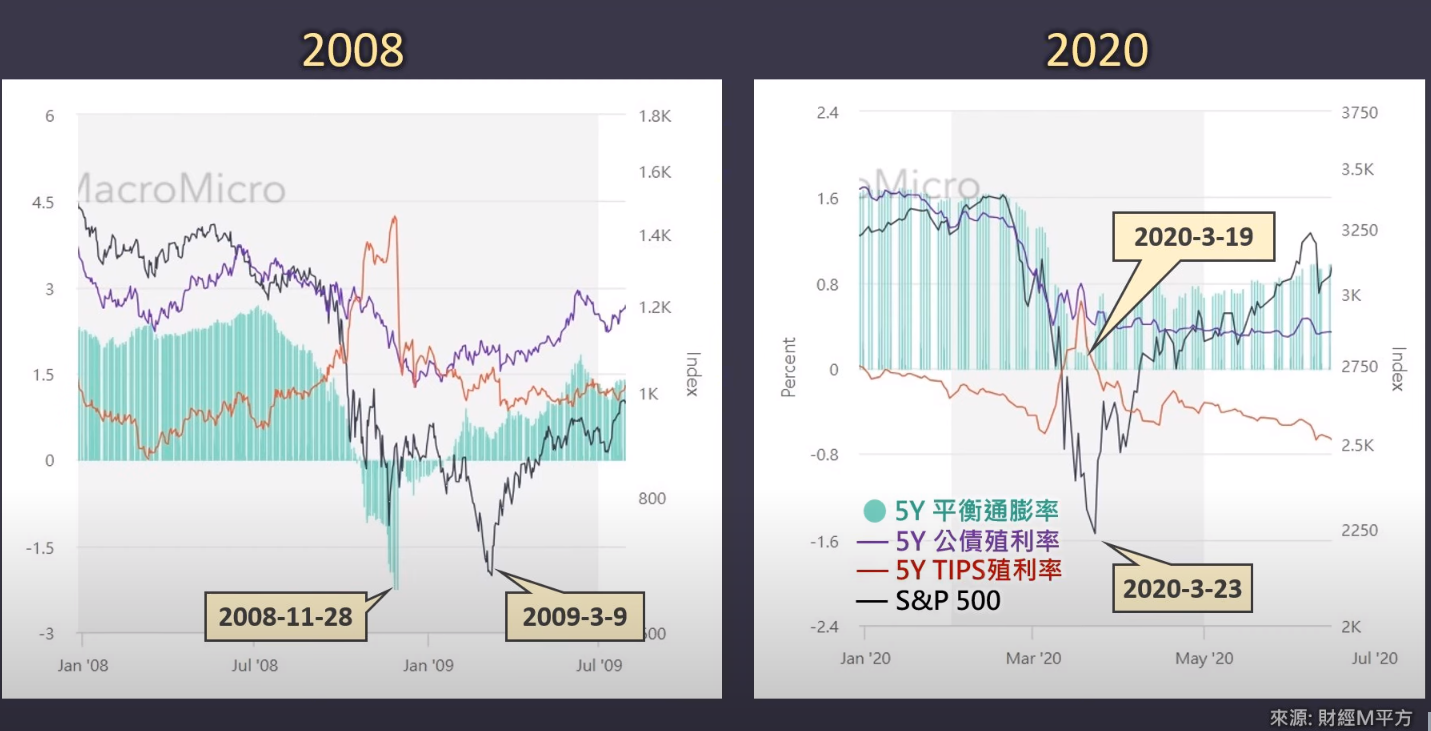 2008
6
4.5
3
1.5
0
-1.5
-3
MacroMicro
1.8K
1.6K
1.4K
1.2K
1K
800
600
Index
2008-11-28
2009-3-9
Jan '08
Jul '08
Jan '09
Jul '09
2020
2.4
1.6
0.8
0
-0.8
-1.6
-2.4
Percent
oMicro
3750
3.5K
3250
3K
2750
2.5K
2250
2K
Index
2020-3-19
5Y 平衡通膨率
5Y 公債殖利率
5Y TIPS殖利率
S&P 500
2020-3-23
Jan '20
Mar '20
May '20
Jul '20
來源: 財經M平方